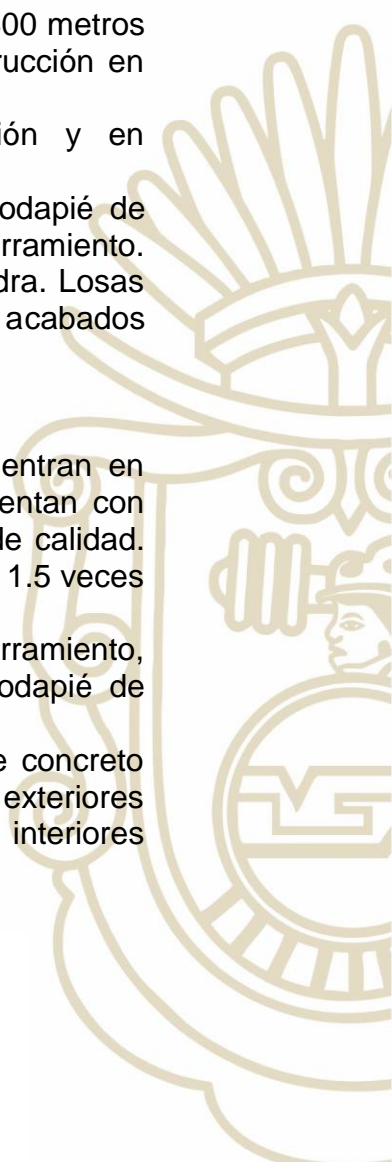 00 metros
rucción en
ión y en
odapié de
rramiento.
dra. Losas
acabados
entran en
entan con
de calidad.
1.5 veces
rramiento,
odapié de
e concreto
exteriores
interiores